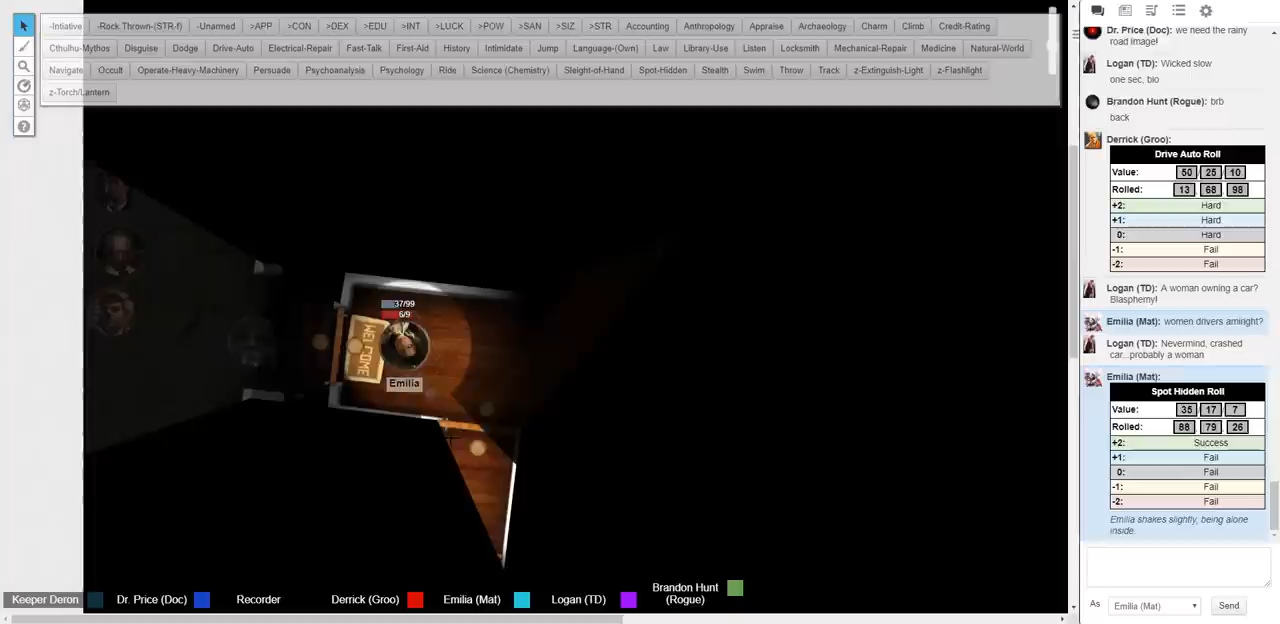 -Intiative -Rock Thrown-(STR-f) -Unarmed >APP >CON >DEX >EDU >INT >LUCK >POW >SAN >SIZ >STR Accounting Anthropology Appraise Archaeology Charm Climb Credit-Rating
Cthulhu-Mythos Disguise Dodge Drive-Auto Electrical-Repair Fast-Talk First-Aid History Intimidate Jump Language-(Own) Law Library-Use Listen Locksmith Mechanical-Repair Medicine Natural-World
Navigate Occult Operate-Heavy-Machinery Persuade Psychoanalysis Psychology Ride Science (Chemistry) Sleight-of-Hand Spot-Hidden Stealth Swim Throw Track z-Extinguish-Light z-Flashlight
z-Torch/Lantern
37/99
6/9
WELCOME
Emilia
Keeper Deron Dr. Price (Doc) Recorder Derrick (Groo) Emilia (Mat) Logan (TD) Brandon Hunt
(Rogue)
Dr. Price (Doc): we need the rainy
road image!
Logan (TD): Wicked slow
one sec, bio
Brandon Hunt (Rogue): brb
back
Derrick (Groo):
Drive Auto Roll
Value: 50 25 10
Rolled: 13 68 98
+2: Hard
+1: Hard
0: Hard
-1: Fail
-2: Fail
Logan (TD): A woman owning a car?
Blasphemy!
Emilia (Mat): women drivers amiright?
Logan (TD): Nevermind, crashed
car...probably a woman
Emilia (Mat):
Spot Hidden Roll
Value: 35 17 7
Rolled: 88 79 26
+2: Success
+1: Fail
0: Fail
-1: Fail
-2: Fail
Emilia shakes slightly, being alone
inside.
As Emilia (Mat) Send